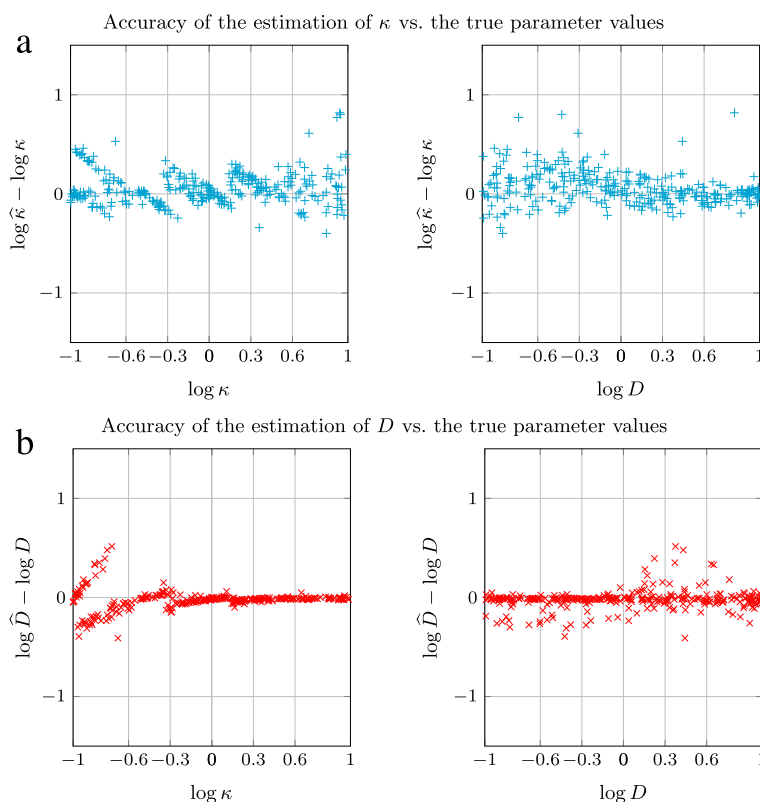 Accuracy of the estimation of κ vs. the true parameter values
a
1
0
−1
log κ̂ − log κ
−1 −0.6 −0.3 0 0.3 0.6 1
log κ
1
0
−1
log κ̂ − log κ
−1 −0.6 −0.3 0 0.3 0.6 1
log D
Accuracy of the estimation of D vs. the true parameter values
b
1
0
−1
log D̂ − log D
−1 −0.6 −0.3 0 0.3 0.6 1
log κ
1
0
−1
log D̂ − log D
−1 −0.6 −0.3 0 0.3 0.6 1
log D